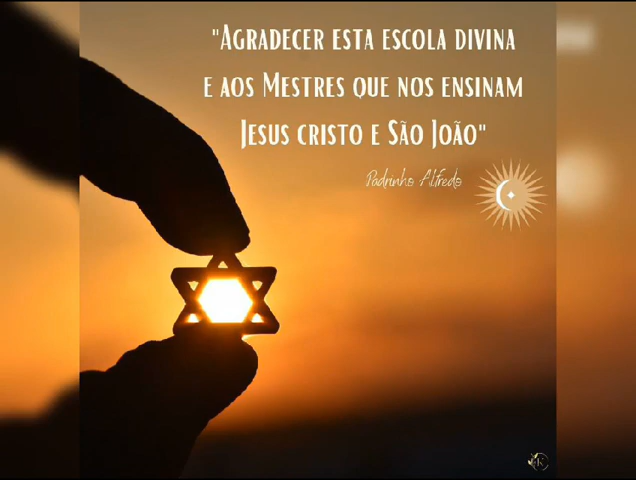 "AGRADECER ESTA ESCOLA DIVINA
E AOS MESTRES QUE NOS ENSINAM
JESUS CRISTO E SÃO JOÃO"
Padrinho Alfredo